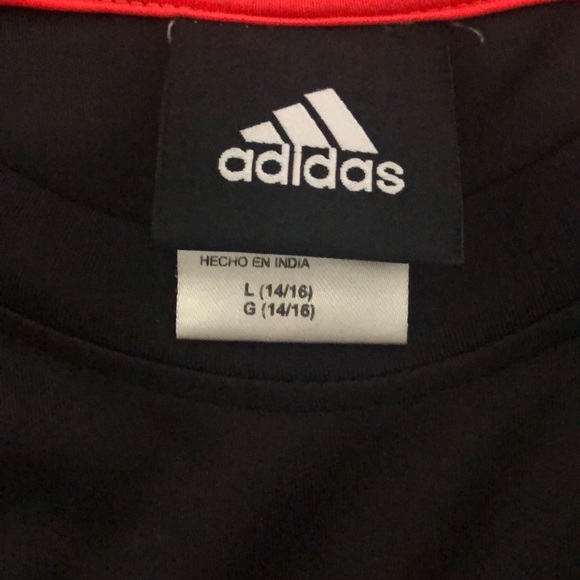 adidas
HECHO EN INDIA
L (14/16)
G (14/16)